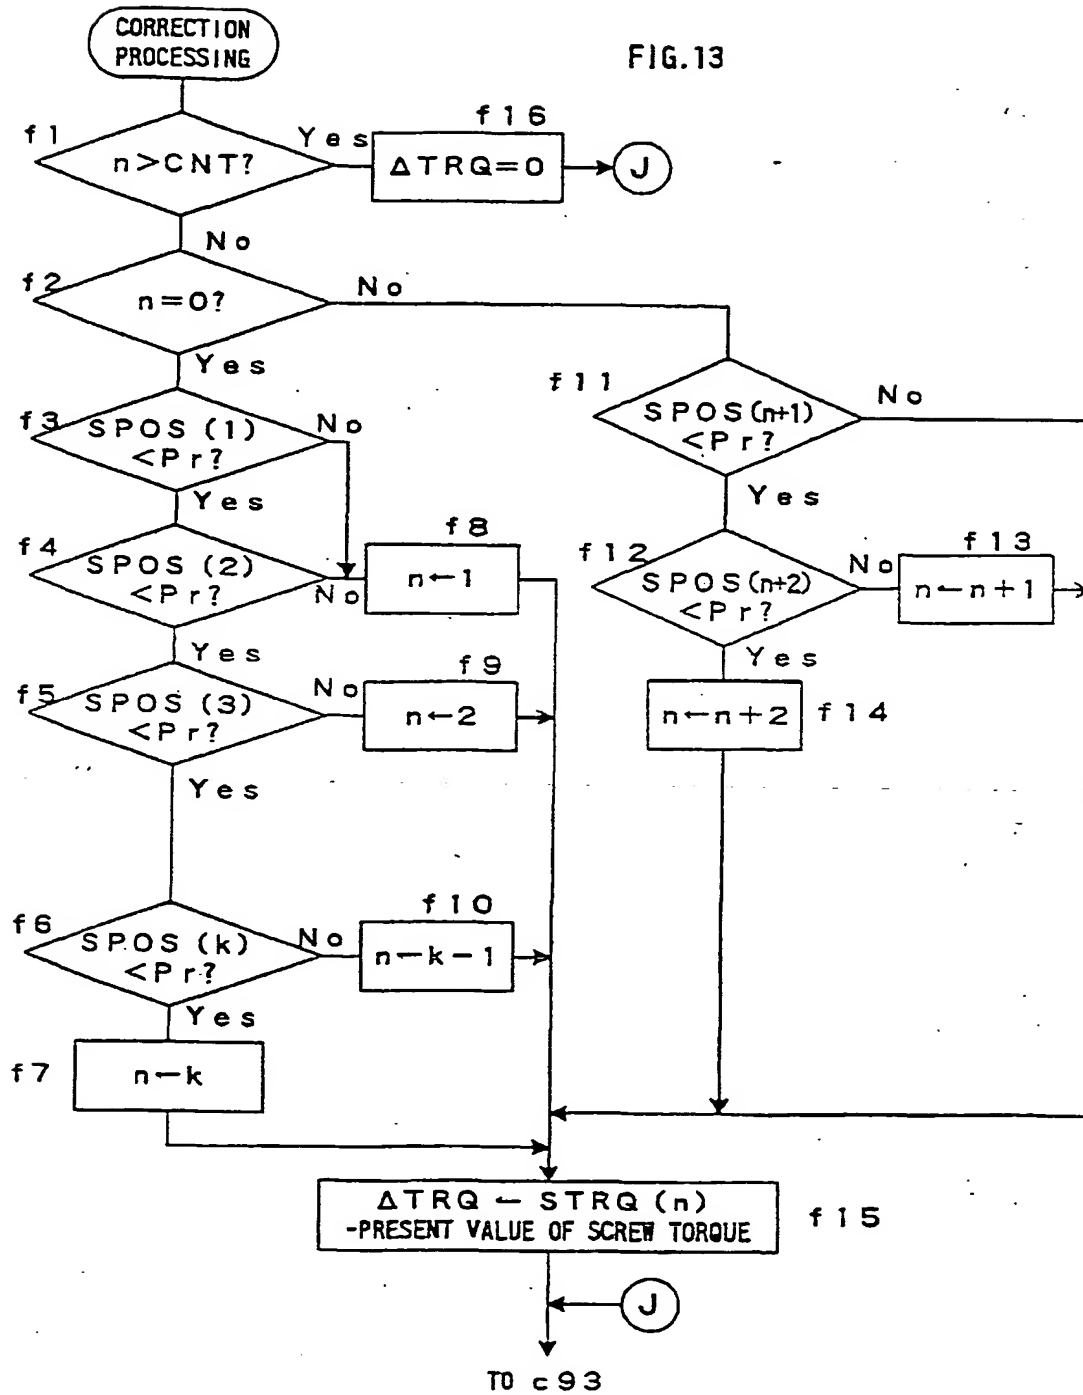 CORRECTION
PROCESSING
FIG.13
f1
n>CNT?
Yes
f16
ΔTRQ=0
J
No
f2
n=0?
No
Yes
f3
SPOS (1)
<Pr?
No
Yes
f11
SPOS(n+1)
<Pr?
No
Yes
f4
SPOS (2)
<Pr?
No
f8
n←1
Yes
f12
SPOS(n+2)
<Pr?
No
f13
n←n+1
Yes
f5
SPOS (3)
<Pr?
No
f9
n←2
Yes
n←n+2
f14
f6
SPOS (k)
<Pr?
No
f10
n←k-1
Yes
f7
n←k
ΔTRQ ← STRQ (n)
-PRESENT VALUE OF SCREW TORQUE
f15
J
TO c93